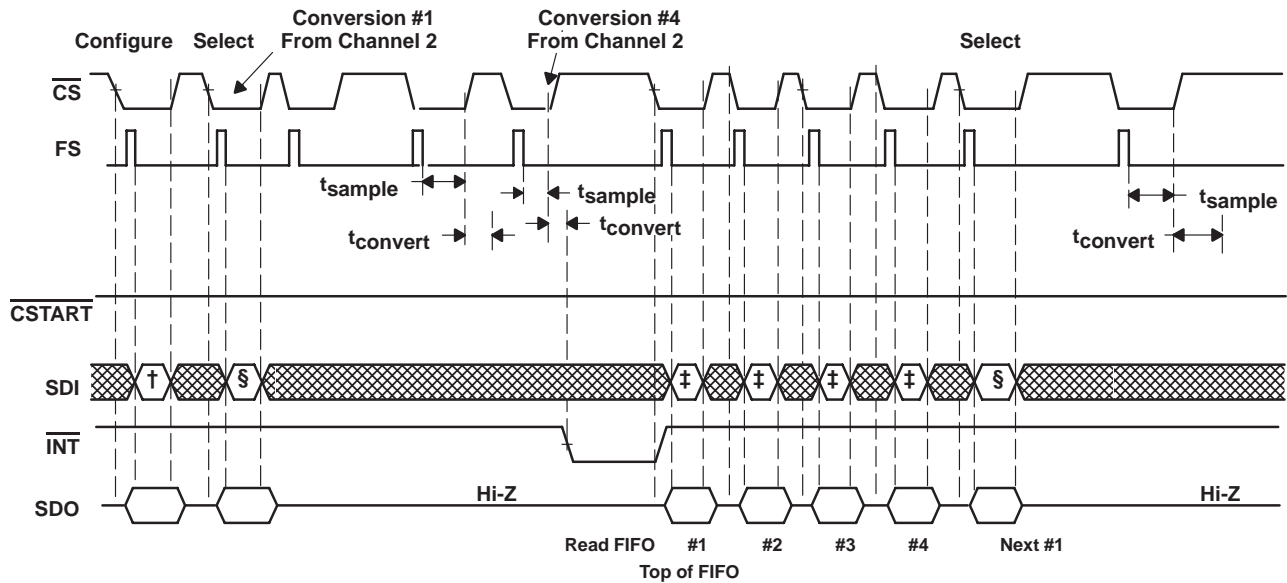 Conversion #1 Conversion #4
Configure Select From Channel 2 From Channel 2 Select
CS
FS
tsample tsample tsample
tconvert tconvert tconvert
CSTART
SDI † § ‡ ‡ ‡ ‡ §
INT
SDO Hi-Z Hi-Z
Read FIFO #1 #2 #3 #4 Next #1
Top of FIFO